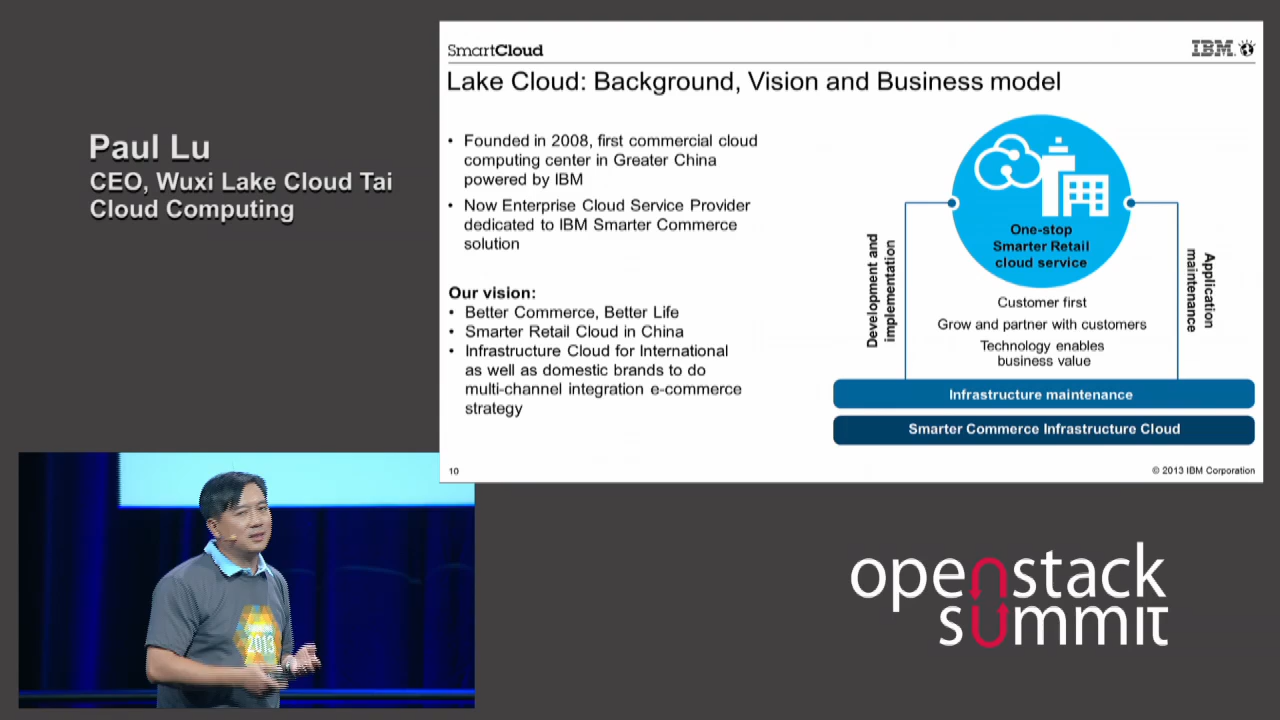 Paul Lu
CEO, Wuxi Lake Cloud Tai
Cloud Computing
SmartCloud
IBM
Lake Cloud: Background, Vision and Business model
• Founded in 2008, first commercial cloud
computing center in Greater China
powered by IBM
• Now Enterprise Cloud Service Provider
dedicated to IBM Smarter Commerce
solution
Our vision:
• Better Commerce, Better Life
• Smarter Retail Cloud in China
• Infrastructure Cloud for International
as well as domestic brands to do
multi-channel integration e-commerce
strategy
One-stop
Smarter Retail
cloud service
Development and
implementation
Application
maintenance
Customer first
Grow and partner with customers
Technology enables
business value
Infrastructure maintenance
Smarter Commerce Infrastructure Cloud
10
© 2013 IBM Corporation
2013
openstack
summit